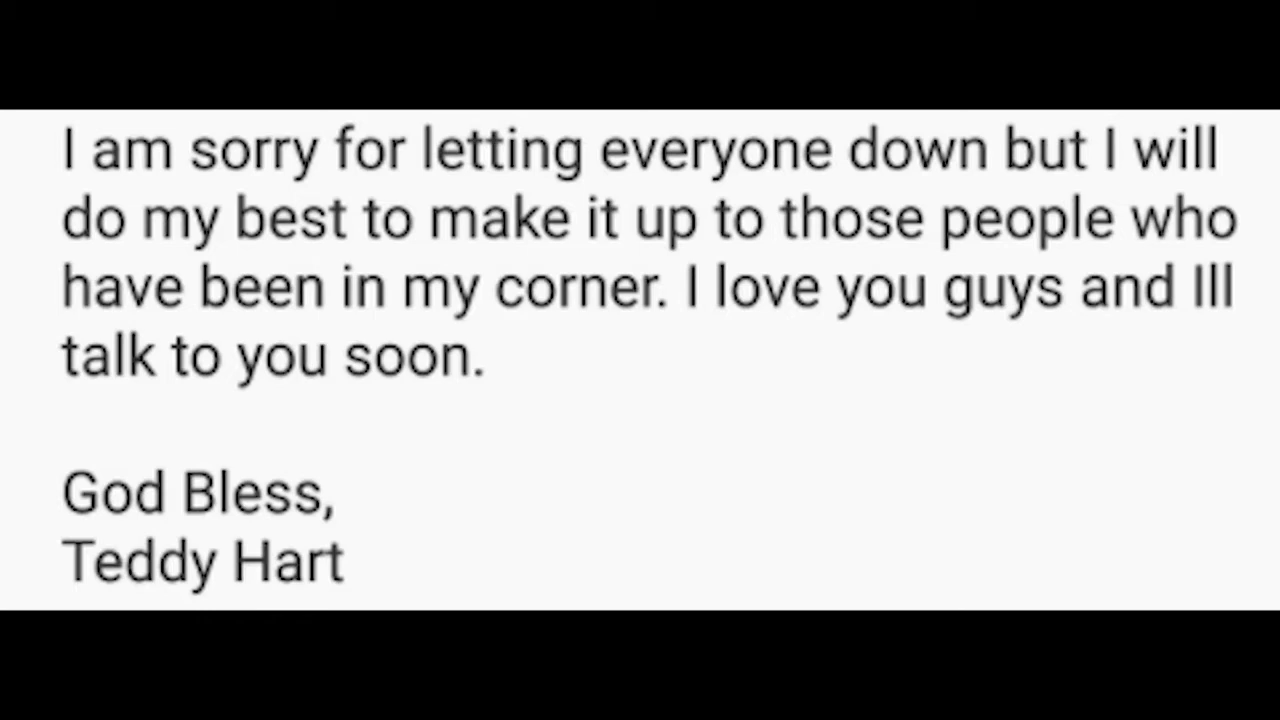 I am sorry for letting everyone down but I will
do my best to make it up to those people who
have been in my corner. I love you guys and Ill
talk to you soon.
God Bless,
Teddy Hart